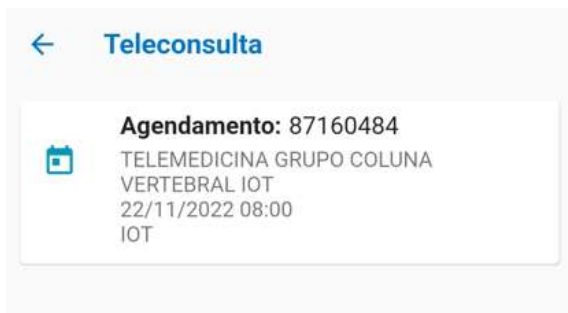 Teleconsulta
Agendamento: 87160484
TELEMEDICINA GRUPO COLUNA
VERTEBRAL IOT
22/11/2022 08:00
IOT